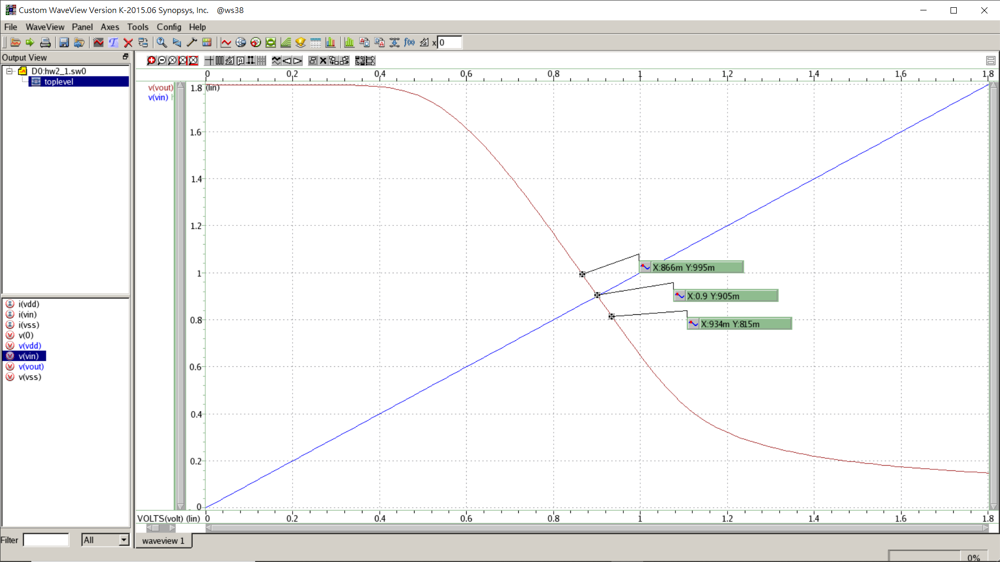 Custom WaveView Version K-2015.06 Synopsys, Inc. @ws38
File WaveView Panel Axes Tools Config Help
x 0
Output View
D0:hw2_1.sw0
toplevel
i(vdd)
i(vin)
i(vss)
v(0)
v(vdd)
v(vin)
v(vout)
v(vss)
Filter All
0 0.2 0.4 0.6 0.8 1 1.2 1.4 1.6 1.8
v(vout)
v(vin)
1.8 (lin)
1.6
1.4
1.2
1
0.8
0.6
0.4
0.2
0
X:866m Y:995m
X:0.9 Y:905m
X:934m Y:815m
VOLTS(volt) (lin) 0 0.2 0.4 0.6 0.8 1 1.2 1.4 1.6 1.8
waveview 1
0%